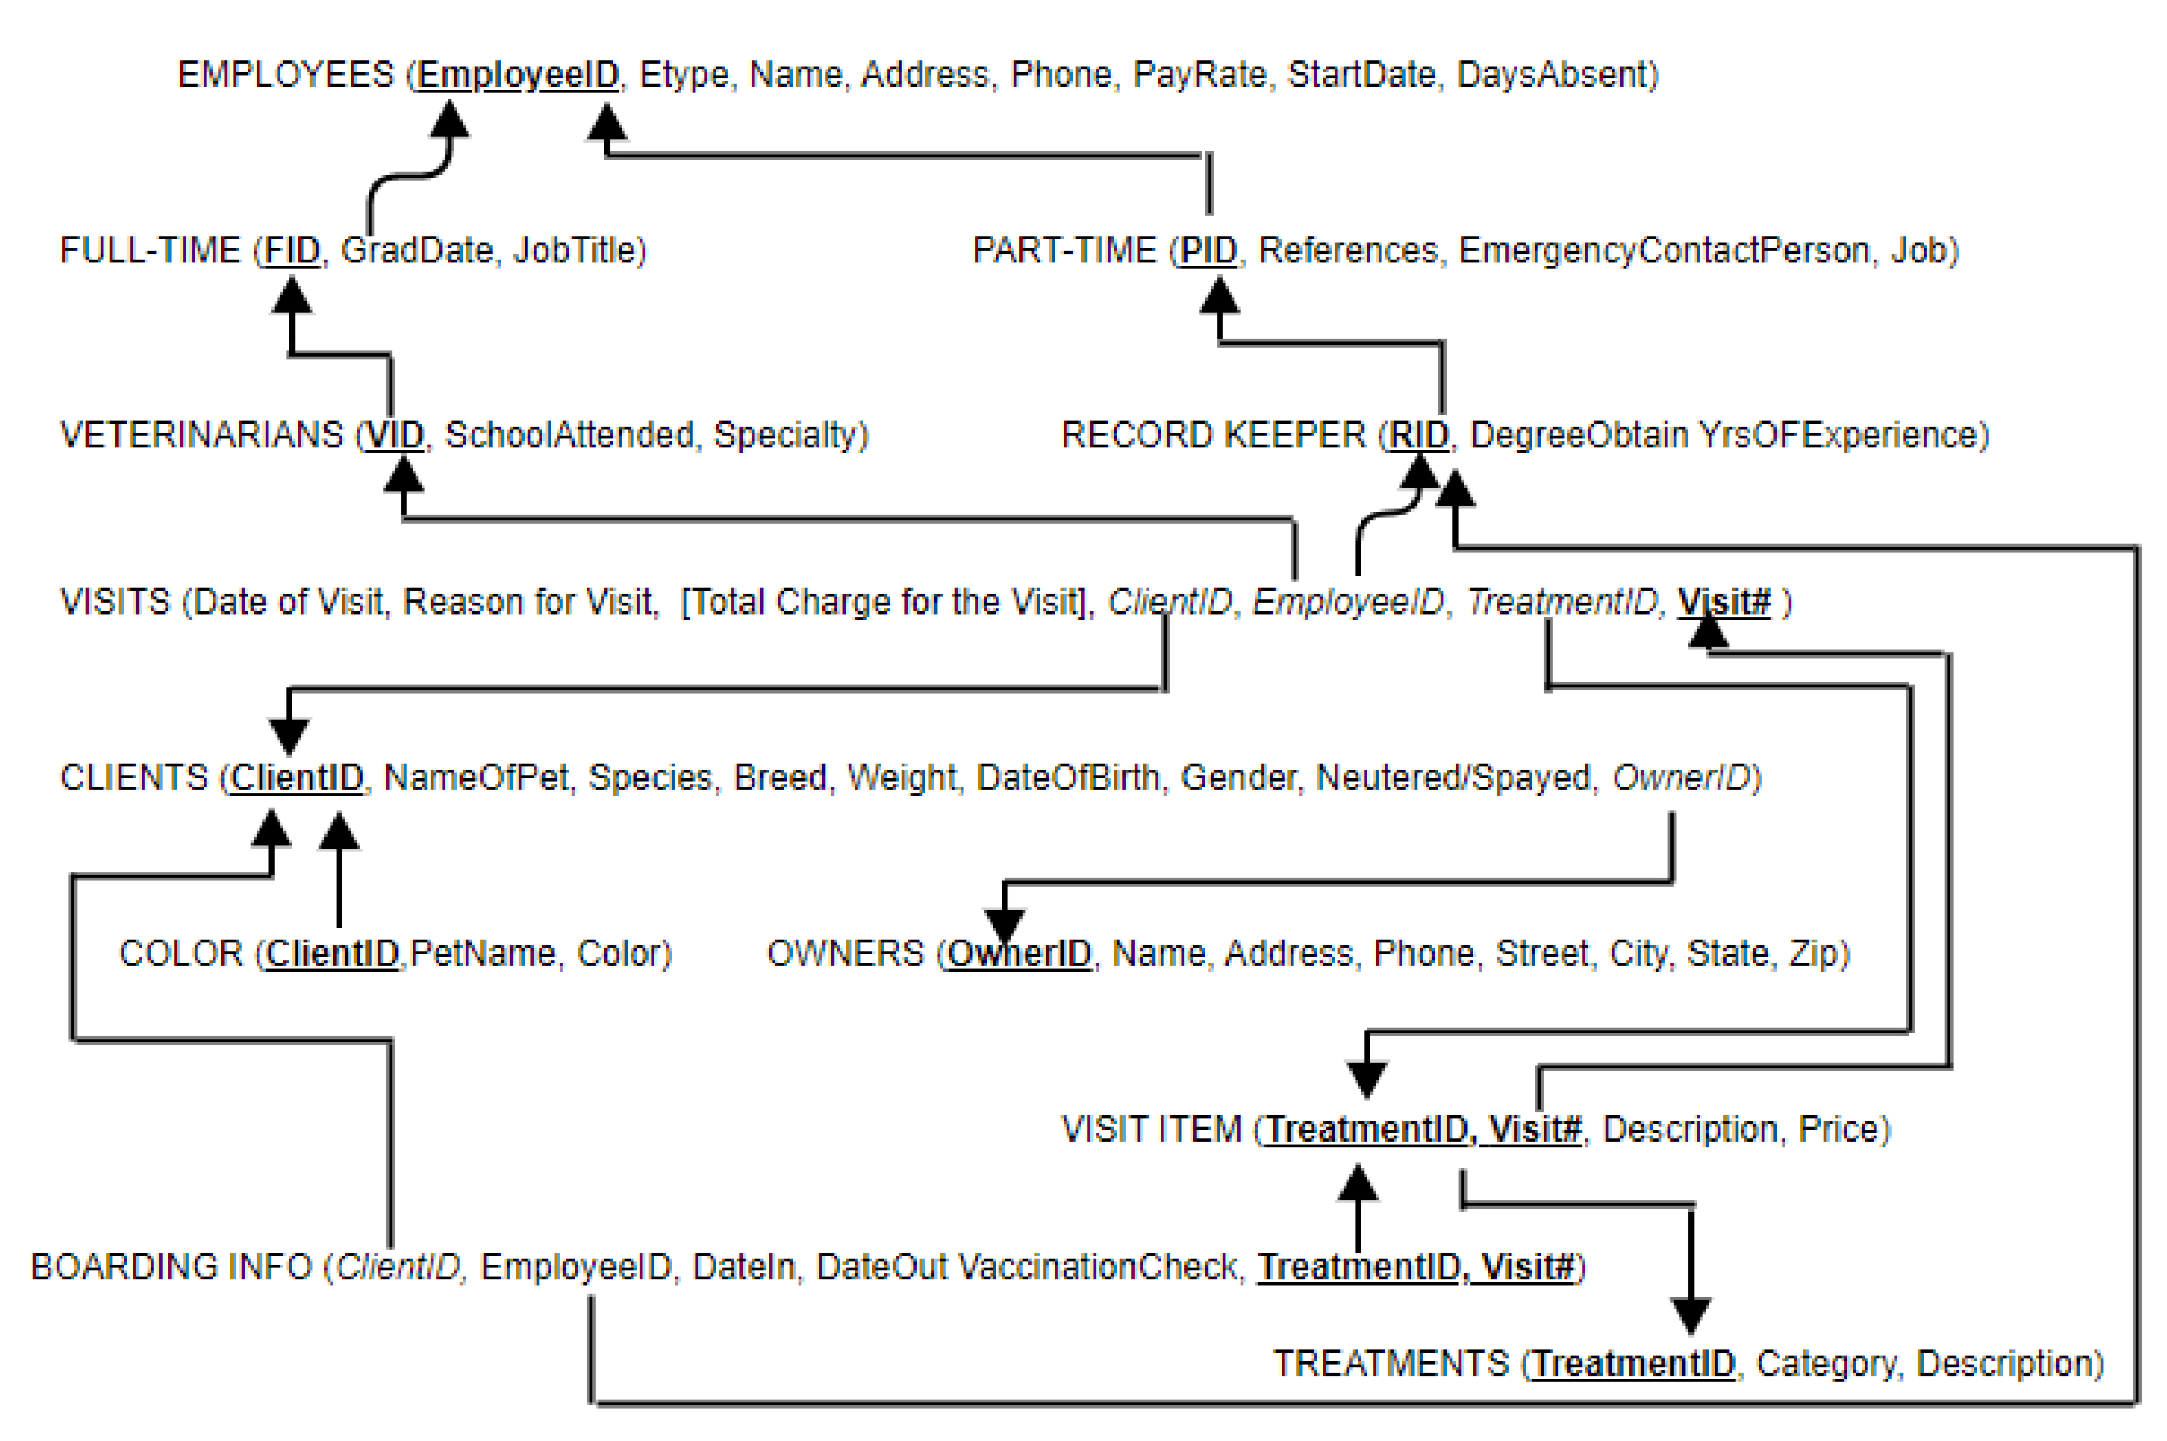 EMPLOYEES (EmployeeID, Etype, Name, Address, Phone, PayRate, StartDate, DaysAbsent)
FULL-TIME (FID, GradDate, JobTitle)
PART-TIME (PID, References, EmergencyContactPerson, Job)
VETERINARIANS (VID, SchoolAttended, Specialty)
RECORD KEEPER (RID, DegreeObtain YrsOFExperience)
VISITS (Date of Visit, Reason for Visit, [Total Charge for the Visit], ClientID, EmployeeID, TreatmentID, Visit# )
CLIENTS (ClientID, NameOfPet, Species, Breed, Weight, DateOfBirth, Gender, Neutered/Spayed, OwnerID)
COLOR (ClientID,PetName, Color)
OWNERS (OwnerID, Name, Address, Phone, Street, City, State, Zip)
VISIT ITEM (TreatmentID, Visit#, Description, Price)
BOARDING INFO (ClientID, EmployeeID, DateIn, DateOut VaccinationCheck, TreatmentID, Visit#)
TREATMENTS (TreatmentID, Category, Description)